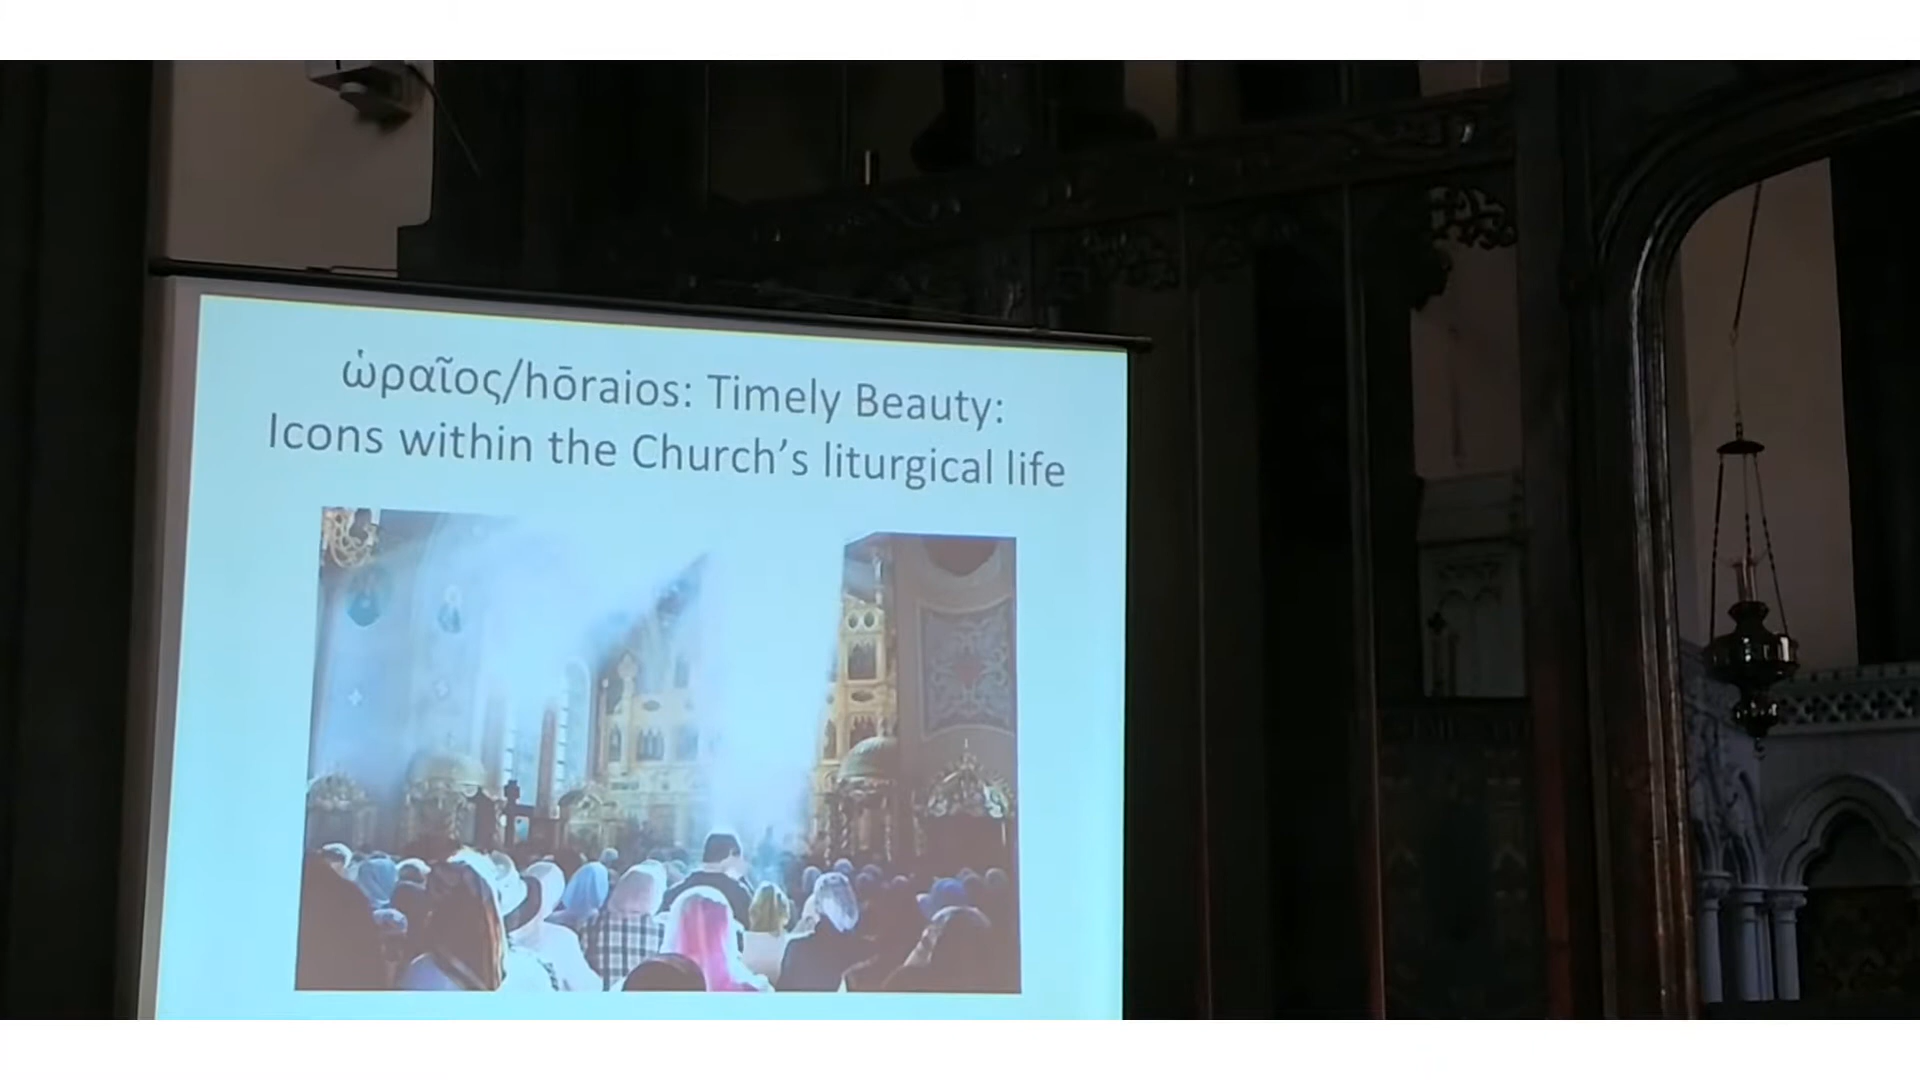 ὡραῖος/hōraios: Timely Beauty:
Icons within the Church’s liturgical life